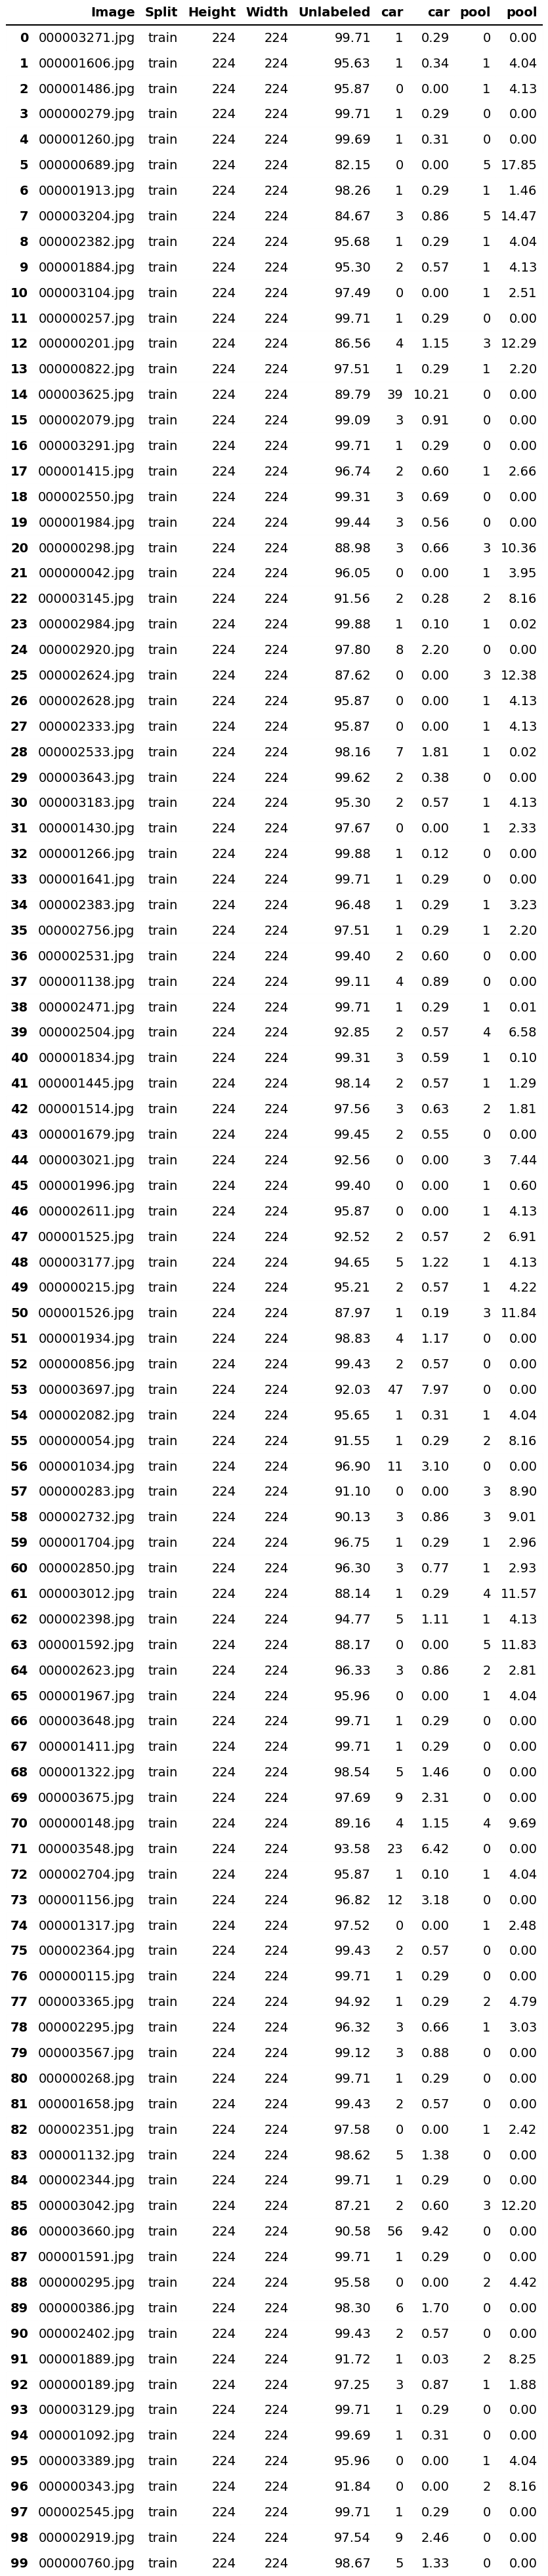 Image Split Height Width Unlabeled car car pool pool
0 000003271.jpg train 224 224 99.71 1 0.29 0 0.00
1 000001606.jpg train 224 224 95.63 1 0.34 1 4.04
2 000001486.jpg train 224 224 95.87 0 0.00 1 4.13
3 000000279.jpg train 224 224 99.71 1 0.29 0 0.00
4 000001260.jpg train 224 224 99.69 1 0.31 0 0.00
5 000000689.jpg train 224 224 82.15 0 0.00 5 17.85
6 000001913.jpg train 224 224 98.26 1 0.29 1 1.46
7 000003204.jpg train 224 224 84.67 3 0.86 5 14.47
8 000002382.jpg train 224 224 95.68 1 0.29 1 4.04
9 000001884.jpg train 224 224 95.30 2 0.57 1 4.13
10 000003104.jpg train 224 224 97.49 0 0.00 1 2.51
11 000000257.jpg train 224 224 99.71 1 0.29 0 0.00
12 000000201.jpg train 224 224 86.56 4 1.15 3 12.29
13 000000822.jpg train 224 224 97.51 1 0.29 1 2.20
14 000003625.jpg train 224 224 89.79 39 10.21 0 0.00
15 000002079.jpg train 224 224 99.09 3 0.91 0 0.00
16 000003291.jpg train 224 224 99.71 1 0.29 0 0.00
17 000001415.jpg train 224 224 96.74 2 0.60 1 2.66
18 000002550.jpg train 224 224 99.31 3 0.69 0 0.00
19 000001984.jpg train 224 224 99.44 3 0.56 0 0.00
20 000000298.jpg train 224 224 88.98 3 0.66 3 10.36
21 000000042.jpg train 224 224 96.05 0 0.00 1 3.95
22 000003145.jpg train 224 224 91.56 2 0.28 2 8.16
23 000002984.jpg train 224 224 99.88 1 0.10 1 0.02
24 000002920.jpg train 224 224 97.80 8 2.20 0 0.00
25 000002624.jpg train 224 224 87.62 0 0.00 3 12.38
26 000002628.jpg train 224 224 95.87 0 0.00 1 4.13
27 000002333.jpg train 224 224 95.87 0 0.00 1 4.13
28 000002533.jpg train 224 224 98.16 7 1.81 1 0.02
29 000003643.jpg train 224 224 99.62 2 0.38 0 0.00
30 000003183.jpg train 224 224 95.30 2 0.57 1 4.13
31 000001430.jpg train 224 224 97.67 0 0.00 1 2.33
32 000001266.jpg train 224 224 99.88 1 0.12 0 0.00
33 000001641.jpg train 224 224 99.71 1 0.29 0 0.00
34 000002383.jpg train 224 224 96.48 1 0.29 1 3.23
35 000002756.jpg train 224 224 97.51 1 0.29 1 2.20
36 000002531.jpg train 224 224 99.40 2 0.60 0 0.00
37 000001138.jpg train 224 224 99.11 4 0.89 0 0.00
38 000002471.jpg train 224 224 99.71 1 0.29 1 0.01
39 000002504.jpg train 224 224 92.85 2 0.57 4 6.58
40 000001834.jpg train 224 224 99.31 3 0.59 1 0.10
41 000001445.jpg train 224 224 98.14 2 0.57 1 1.29
42 000001514.jpg train 224 224 97.56 3 0.63 2 1.81
43 000001679.jpg train 224 224 99.45 2 0.55 0 0.00
44 000003021.jpg train 224 224 92.56 0 0.00 3 7.44
45 000001996.jpg train 224 224 99.40 0 0.00 1 0.60
46 000002611.jpg train 224 224 95.87 0 0.00 1 4.13
47 000001525.jpg train 224 224 92.52 2 0.57 2 6.91
48 000003177.jpg train 224 224 94.65 5 1.22 1 4.13
49 000000215.jpg train 224 224 95.21 2 0.57 1 4.22
50 000001526.jpg train 224 224 87.97 1 0.19 3 11.84
51 000001934.jpg train 224 224 98.83 4 1.17 0 0.00
52 000000856.jpg train 224 224 99.43 2 0.57 0 0.00
53 000003697.jpg train 224 224 92.03 47 7.97 0 0.00
54 000002082.jpg train 224 224 95.65 1 0.31 1 4.04
55 000000054.jpg train 224 224 91.55 1 0.29 2 8.16
56 000001034.jpg train 224 224 96.90 11 3.10 0 0.00
57 000000283.jpg train 224 224 91.10 0 0.00 3 8.90
58 000002732.jpg train 224 224 90.13 3 0.86 3 9.01
59 000001704.jpg train 224 224 96.75 1 0.29 1 2.96
60 000002850.jpg train 224 224 96.30 3 0.77 1 2.93
61 000003012.jpg train 224 224 88.14 1 0.29 4 11.57
62 000002398.jpg train 224 224 94.77 5 1.11 1 4.13
63 000001592.jpg train 224 224 88.17 0 0.00 5 11.83
64 000002623.jpg train 224 224 96.33 3 0.86 2 2.81
65 000001967.jpg train 224 224 95.96 0 0.00 1 4.04
66 000003648.jpg train 224 224 99.71 1 0.29 0 0.00
67 000001411.jpg train 224 224 99.71 1 0.29 0 0.00
68 000001322.jpg train 224 224 98.54 5 1.46 0 0.00
69 000003675.jpg train 224 224 97.69 9 2.31 0 0.00
70 000000148.jpg train 224 224 89.16 4 1.15 4 9.69
71 000003548.jpg train 224 224 93.58 23 6.42 0 0.00
72 000002704.jpg train 224 224 95.87 1 0.10 1 4.04
73 000001156.jpg train 224 224 96.82 12 3.18 0 0.00
74 000001317.jpg train 224 224 97.52 0 0.00 1 2.48
75 000002364.jpg train 224 224 99.43 2 0.57 0 0.00
76 000000115.jpg train 224 224 99.71 1 0.29 0 0.00
77 000003365.jpg train 224 224 94.92 1 0.29 2 4.79
78 000002295.jpg train 224 224 96.32 3 0.66 1 3.03
79 000003567.jpg train 224 224 99.12 3 0.88 0 0.00
80 000000268.jpg train 224 224 99.71 1 0.29 0 0.00
81 000001658.jpg train 224 224 99.43 2 0.57 0 0.00
82 000002351.jpg train 224 224 97.58 0 0.00 1 2.42
83 000001132.jpg train 224 224 98.62 5 1.38 0 0.00
84 000002344.jpg train 224 224 99.71 1 0.29 0 0.00
85 000003042.jpg train 224 224 87.21 2 0.60 3 12.20
86 000003660.jpg train 224 224 90.58 56 9.42 0 0.00
87 000001591.jpg train 224 224 99.71 1 0.29 0 0.00
88 000000295.jpg train 224 224 95.58 0 0.00 2 4.42
89 000000386.jpg train 224 224 98.30 6 1.70 0 0.00
90 000002402.jpg train 224 224 99.43 2 0.57 0 0.00
91 000001889.jpg train 224 224 91.72 1 0.03 2 8.25
92 000000189.jpg train 224 224 97.25 3 0.87 1 1.88
93 000003129.jpg train 224 224 99.71 1 0.29 0 0.00
94 000001092.jpg train 224 224 99.69 1 0.31 0 0.00
95 000003389.jpg train 224 224 95.96 0 0.00 1 4.04
96 000000343.jpg train 224 224 91.84 0 0.00 2 8.16
97 000002545.jpg train 224 224 99.71 1 0.29 0 0.00
98 000002919.jpg train 224 224 97.54 9 2.46 0 0.00
99 000000760.jpg train 224 224 98.67 5 1.33 0 0.00